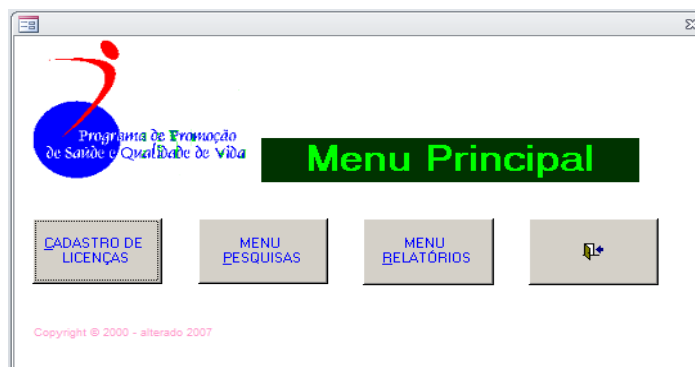 Programa de Promoção
de Saúde e Qualidade de Vida
Menu Principal
CADASTRO DE
LICENÇAS
MENU
PESQUISAS
MENU
RELATÓRIOS
Copyright © 2000 - alterado 2007